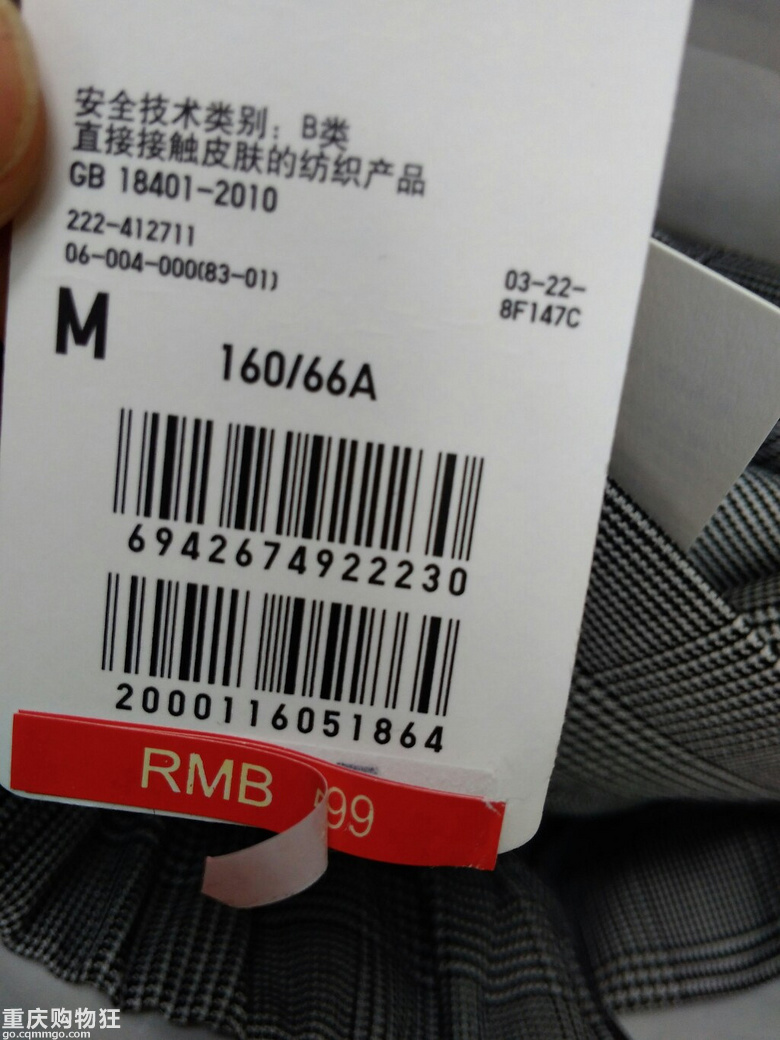 安全技术类别：B类
直接接触皮肤的纺织产品
GB 18401-2010
222-412711
06-004-000(83-01)
03-22-
8F147C
M
160/66A
6942674922230
2000116051864
RMB
99
重庆购物狂
go.cqmmgo.com